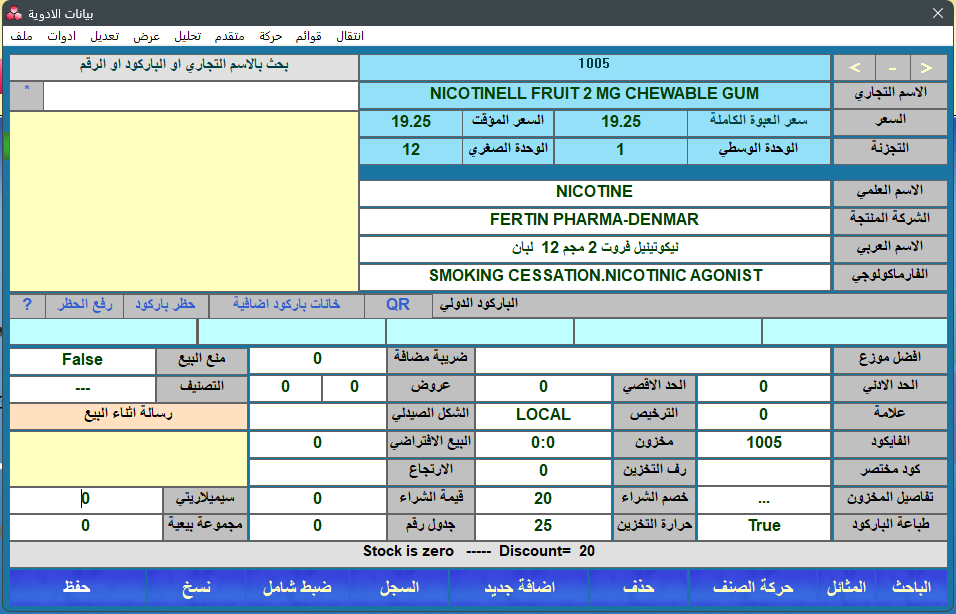 بيانات الادوية
ملف ادوات تعديل عرض تحليل متقدم حركة قوائم انتقال
بحث بالاسم التجاري او الباركود او الرقم
*
1005
< - >
الاسم التجاري NICOTINELL FRUIT 2 MG CHEWABLE GUM
السعر سعر العبوة الكاملة 19.25 السعر المؤقت 19.25
التجزئة الوحدة الوسطي 1 الوحدة الصغري 12
الاسم العلمي NICOTINE
الشركة المنتجة FERTIN PHARMA-DENMAR
الاسم العربي نيكوتينيل فروت 2 مجم 12 لبان
الفارماكولوجي SMOKING CESSATION.NICOTINIC AGONIST
الباركود الدولي QR خانات باركود اضافية حظر باركود رفع الحظر ?
افضل موزع ضريبة مضافة 0 منع البيع False
الحد الادني 0 الحد الاقصي 0 عروض 0 0 التصنيف ---
علامة 0 الترخيص LOCAL الشكل الصيدلي رسالة اثناء البيع
الفايكود 1005 مخزون 0:0 البيع الافتراضي 0
كود مختصر رف التخزين 0 الارتجاع
تفاصيل المخزون ... خصم الشراء 20 قيمة الشراء 0 سيميلاريتي 0
طباعة الباركود True حرارة التخزين 25 جدول رقم 0 مجموعة بيعية 0
Stock is zero ----- Discount= 20
الباحث المثائل حركة الصنف حذف اضافة جديد السجل ضبط شامل نسخ حفظ